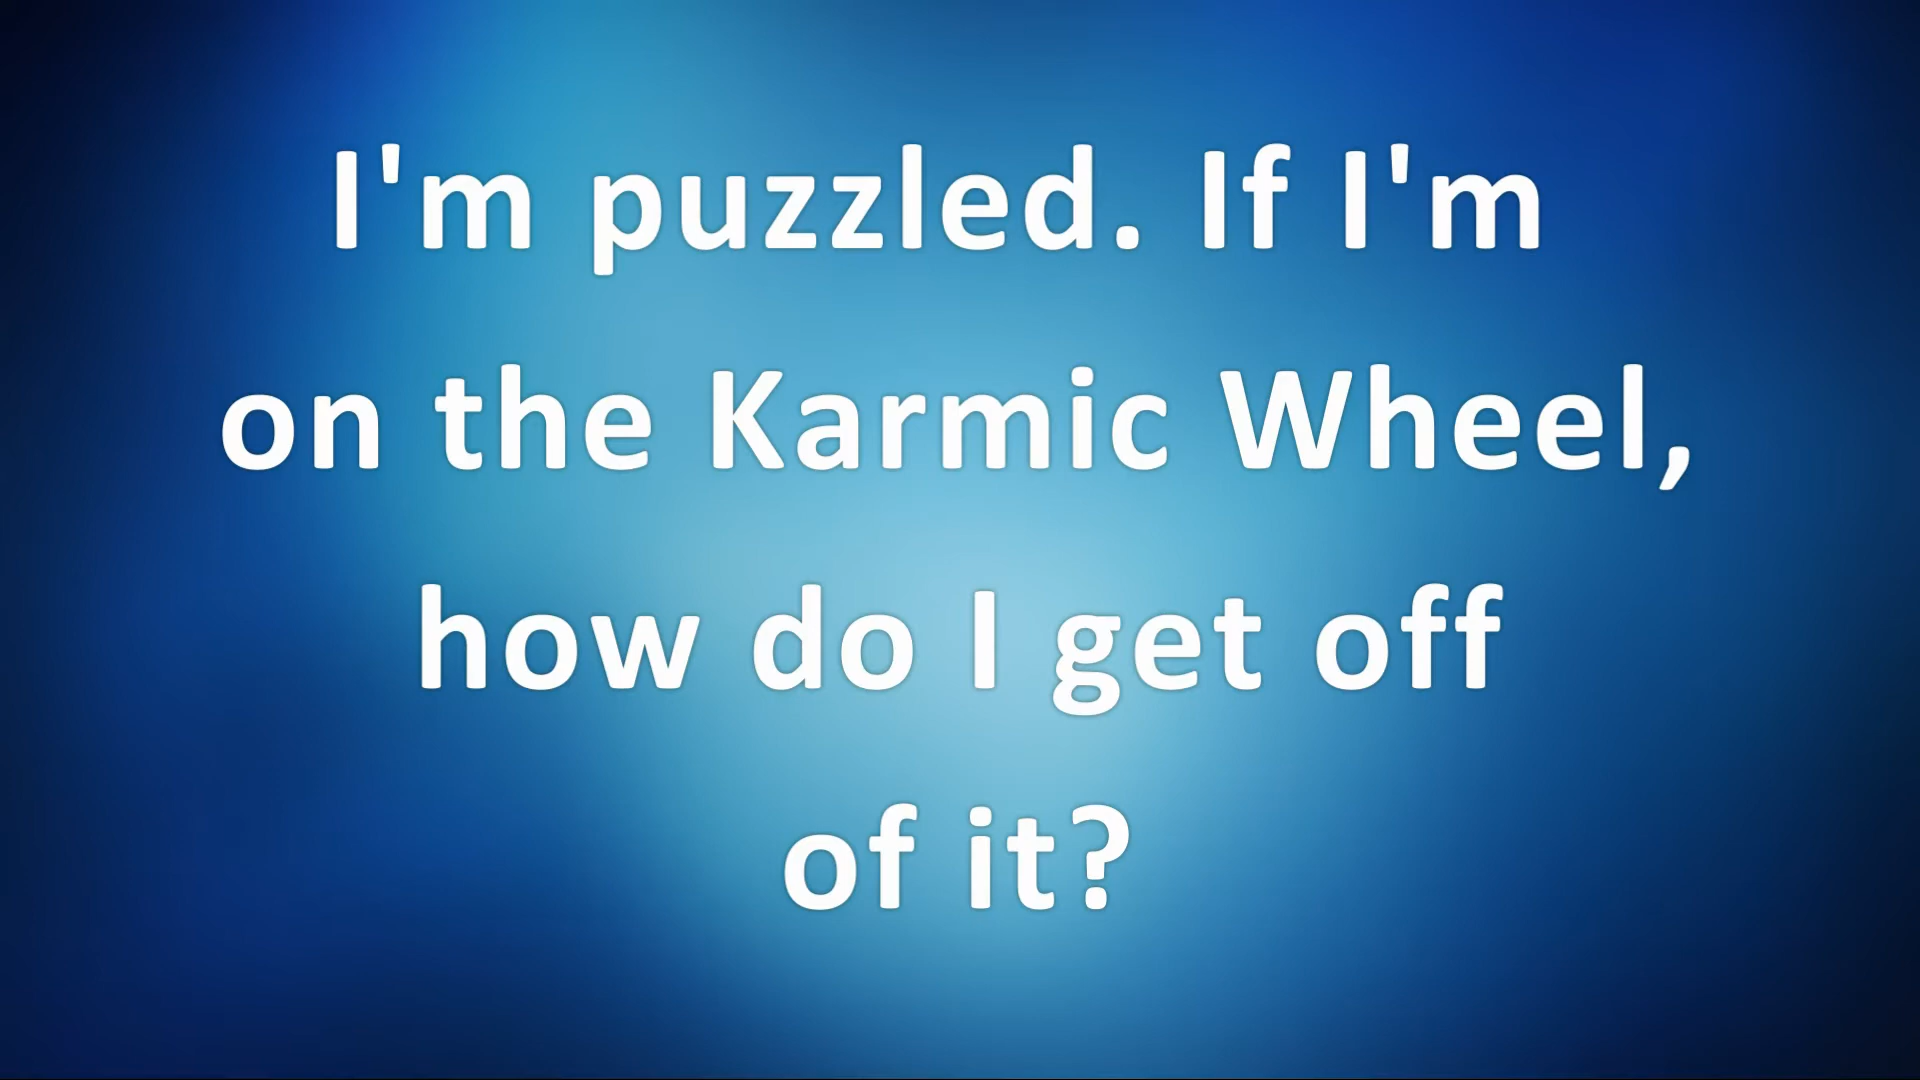 I'm puzzled. If I'm
on the Karmic Wheel,
how do I get off
of it?